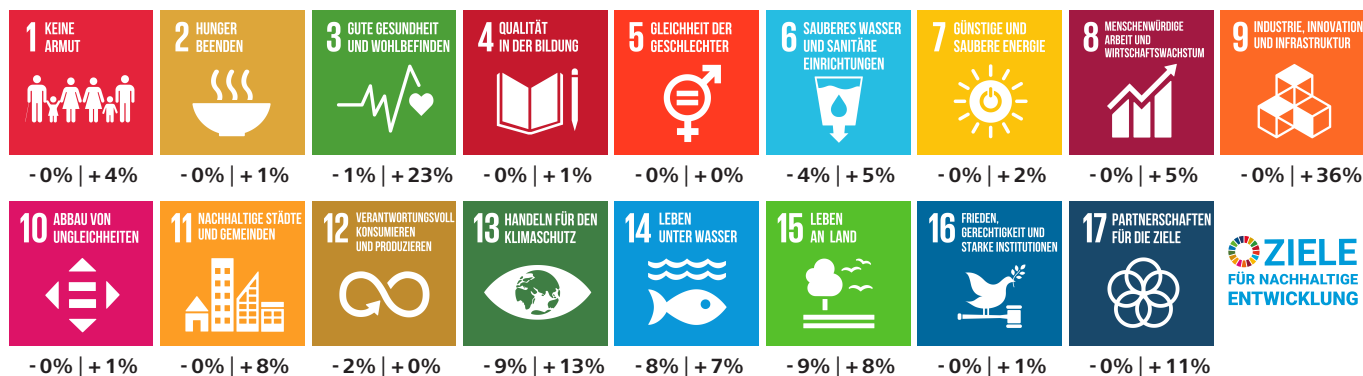 1 KEINE
ARMUT
2 HUNGER
BEENDEN
3 GUTE GESUNDHEIT
UND WOHLBEFINDEN
4 QUALITÄT
IN DER BILDUNG
5 GLEICHHEIT DER
GESCHLECHTER
6 SAUBERES WASSER
UND SANITÄRE
EINRICHTUNGEN
7 GÜNSTIGE UND
SAUBERE ENERGIE
8 MENSCHENWÜRDIGE
ARBEIT UND
WIRTSCHAFTSWACHSTUM
9 INDUSTRIE, INNOVATION
UND INFRASTRUKTUR
-0% | +4%
-0% | +1%
-1% | +23%
-0% | +1%
-0% | +0%
-4% | +5%
-0% | +2%
-0% | +5%
-0% | +36%
10 ABBAU VON
UNGLEICHHEITEN
11 NACHHALTIGE STÄDTE
UND GEMEINDEN
12 VERANTWORTUNGSVOLL
KONSUMIEREN
UND PRODUZIEREN
13 HANDELN FÜR DEN
KLIMASCHUTZ
14 LEBEN
UNTER WASSER
15 LEBEN
AN LAND
16 FRIEDEN,
GERECHTIGKEIT UND
STARKE INSTITUTIONEN
17 PARTNERSCHAFTEN
FÜR DIE ZIELE
ZIELE
FÜR NACHHALTIGE
ENTWICKLUNG
-0% | +1%
-0% | +8%
-2% | +0%
-9% | +13%
-8% | +7%
-9% | +8%
-0% | +1%
-0% | +11%